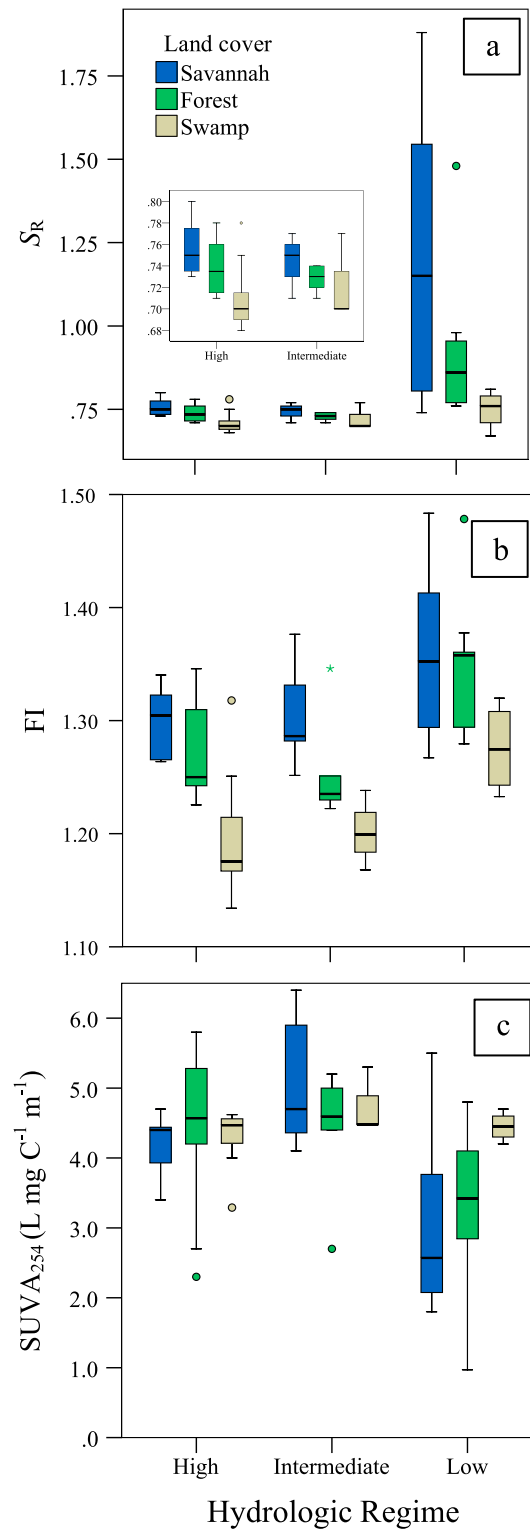 a
Land cover
Savannah
Forest
Swamp
S_R
1.75
1.50
1.25
1.00
.75
.80
.78
.76
.74
.72
.70
.68
High Intermediate
b
FI
1.50
1.40
1.30
1.20
1.10
c
SUVA₂₅₄ (L mg C⁻¹ m⁻¹)
6.0
5.0
4.0
3.0
2.0
1.0
.0
High Intermediate Low
Hydrologic Regime